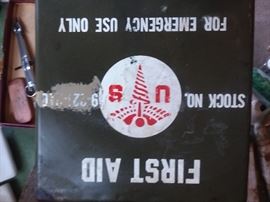 FIRST AID
U S
STOCK NO.
FOR EMERGENCY USE ONLY